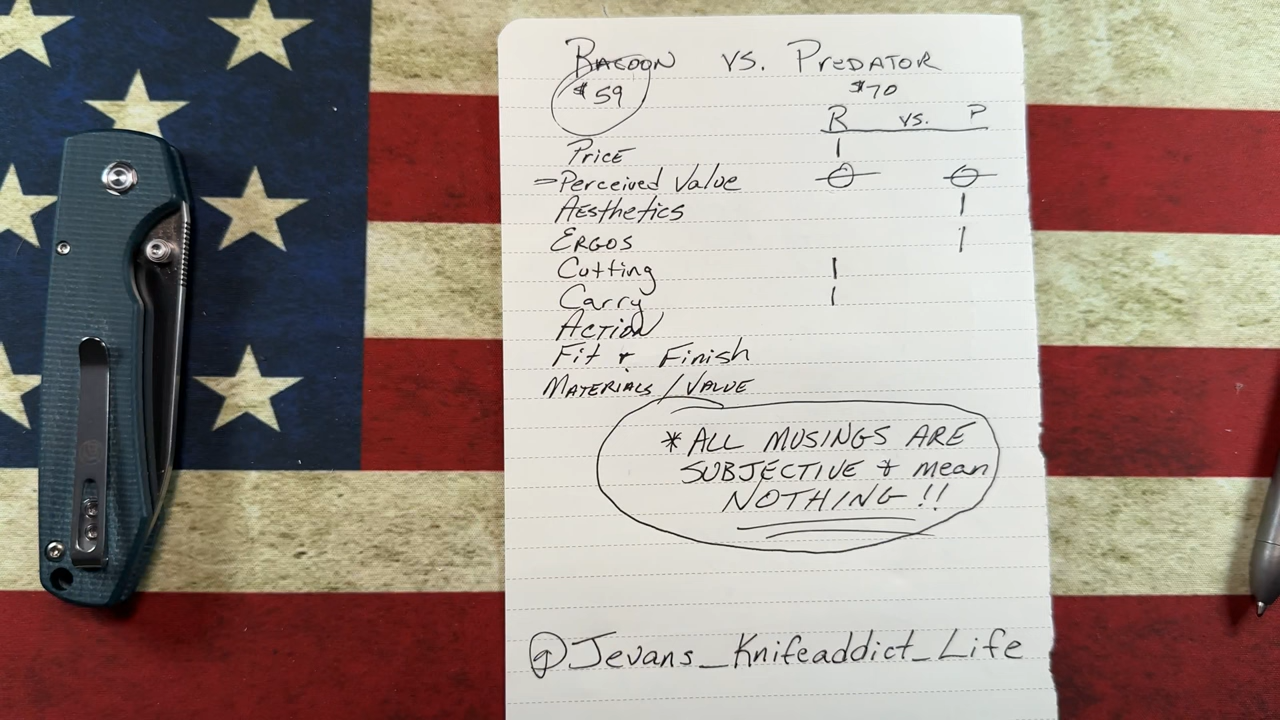 RACOON VS. PREDATOR
$59 $70
R VS. P
Price |
=Perceived Value
Aesthetics |
ERGOS |
Cutting |
Carry |
ACTION
Fit & Finish
MATERIALS / VALUE
* ALL MUSINGS ARE
SUBJECTIVE & mean
NOTHING !!
@Jevans_Knifeaddict_Life